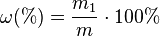 ω(%) = m₁/m · 100%